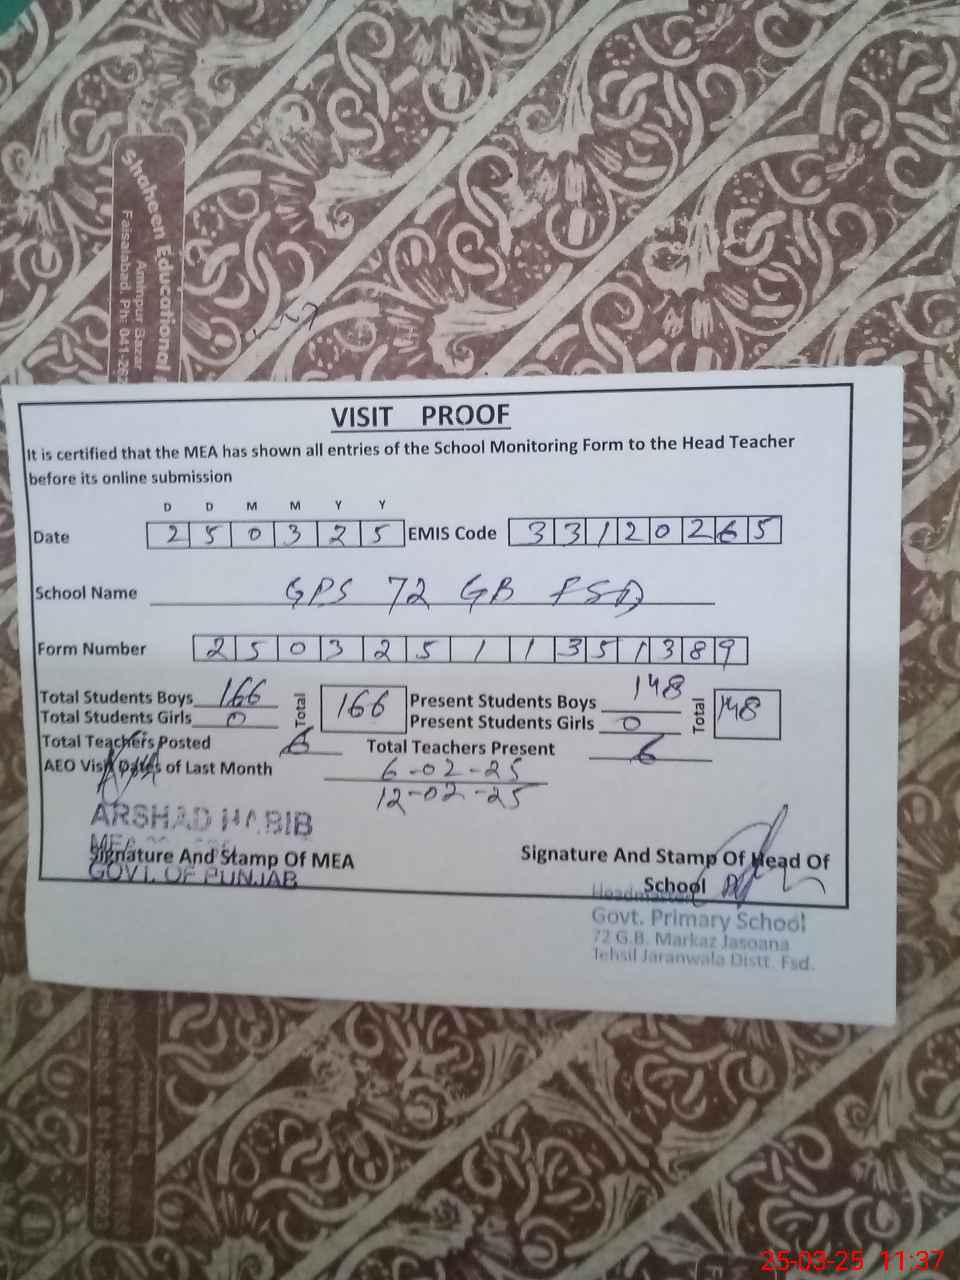 Shaheen Educational
Aminpur Bazar
Faisalabad. Ph: 041-26
VISIT PROOF
It is certified that the MEA has shown all entries of the School Monitoring Form to the Head Teacher
before its online submission
D D M M Y Y
Date 2 5 0 3 2 5 EMIS Code 3 3 1 2 0 2 6 5
School Name GPS 72 GB FSD
Form Number 2 5 0 3 2 5 1 1 3 5 1 3 8 9
Total Students Boys 166 Total 166 Present Students Boys 148 Total 148
Total Students Girls 0 Present Students Girls 0
Total Teachers Posted 6 Total Teachers Present 6
AEO Visit Dates of Last Month 6-02-25
12-02-25
ARSHAD HABIB
MEA
Signature And Stamp Of MEA
GOVT. OF PUNJAB
Signature And Stamp Of Head Of
School
Headmaster
Govt. Primary School
72 G.B. Markaz Jasoana
Tehsil Jaranwala Distt. Fsd.
25-03-25 11:37